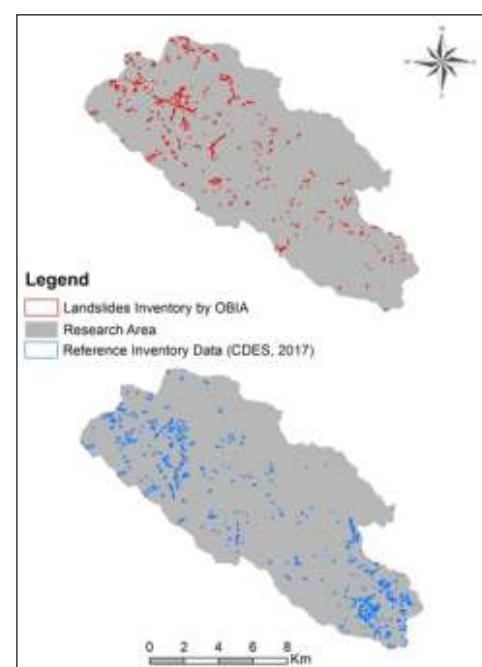 Legend
Landslides Inventory by OBIA
Research Area
Reference Inventory Data (CDES, 2017)
0 2 4 6 8
Km